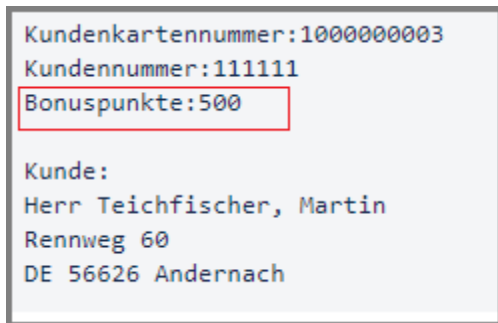 Kundenkartennummer:1000000003
Kundennummer:111111
Bonuspunkte:500
Kunde:
Herr Teichfischer, Martin
Rennweg 60
DE 56626 Andernach